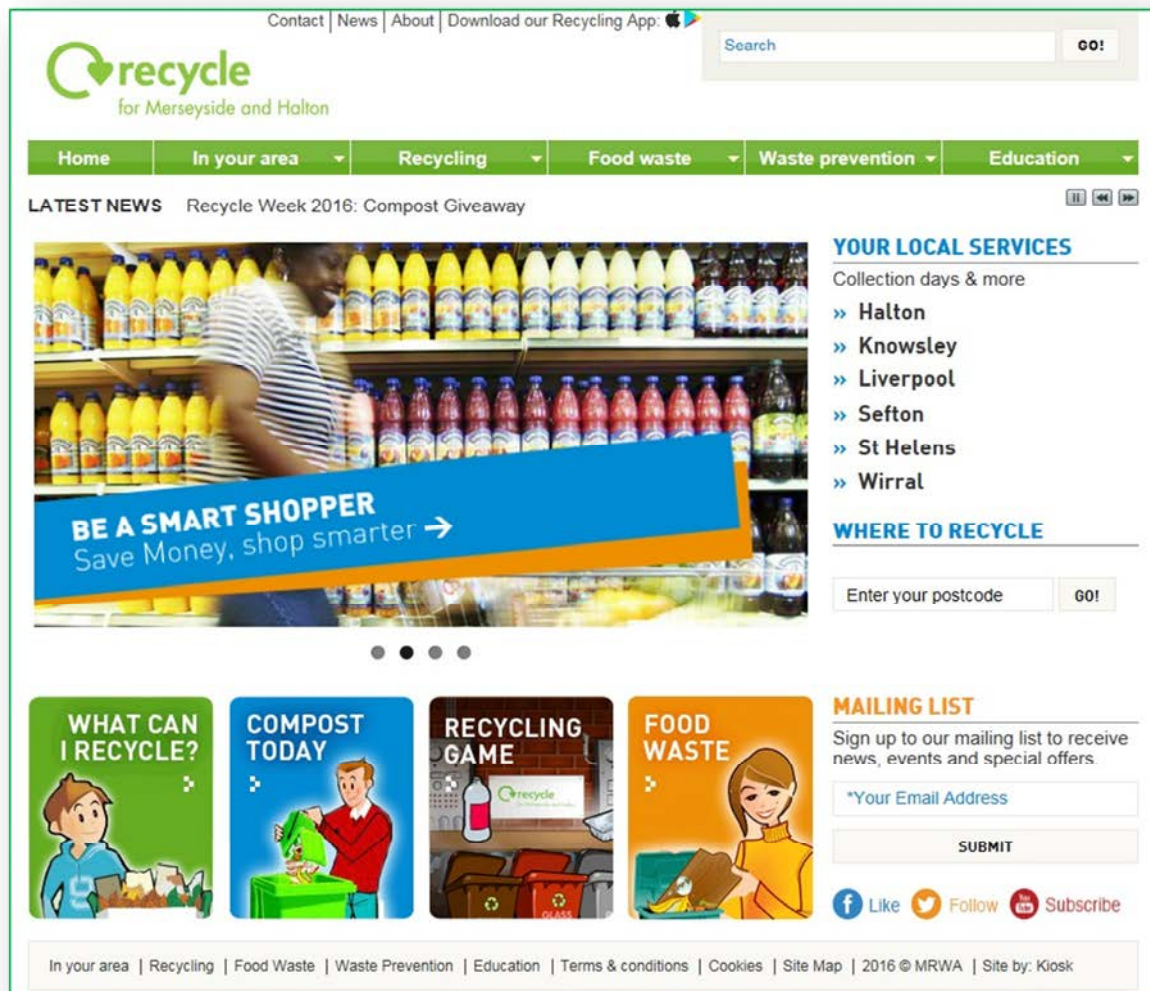 Contact | News | About | Download our Recycling App:
Search
GO!
recycle
for Merseyside and Halton
Home
In your area
Recycling
Food waste
Waste prevention
Education
LATEST NEWS Recycle Week 2016: Compost Giveaway
BE A SMART SHOPPER
Save Money, shop smarter →
YOUR LOCAL SERVICES
Collection days & more
» Halton
» Knowsley
» Liverpool
» Sefton
» St Helens
» Wirral
WHERE TO RECYCLE
Enter your postcode
GO!
WHAT CAN
I RECYCLE?
COMPOST
TODAY
RECYCLING
GAME
recycle
GLASS
FOOD
WASTE
MAILING LIST
Sign up to our mailing list to receive
news, events and special offers.
*Your Email Address
SUBMIT
Like
Follow
You Tube
Subscribe
In your area | Recycling | Food Waste | Waste Prevention | Education | Terms & conditions | Cookies | Site Map | 2016 © MRWA | Site by: Kiosk